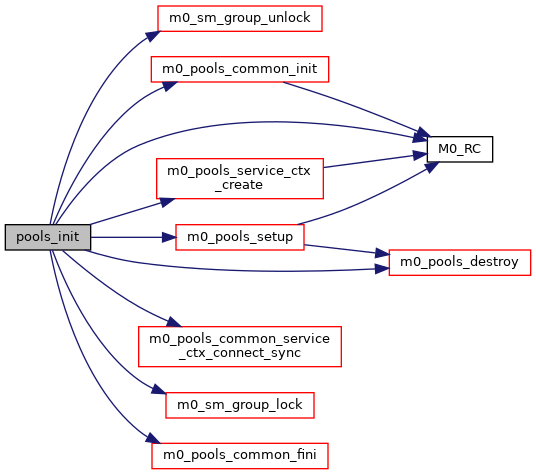 m0_sm_group_unlock
m0_pools_common_init
M0_RC
m0_pools_service_ctx
_create
pools_init
m0_pools_setup
m0_pools_destroy
m0_pools_common_service
_ctx_connect_sync
m0_sm_group_lock
m0_pools_common_fini